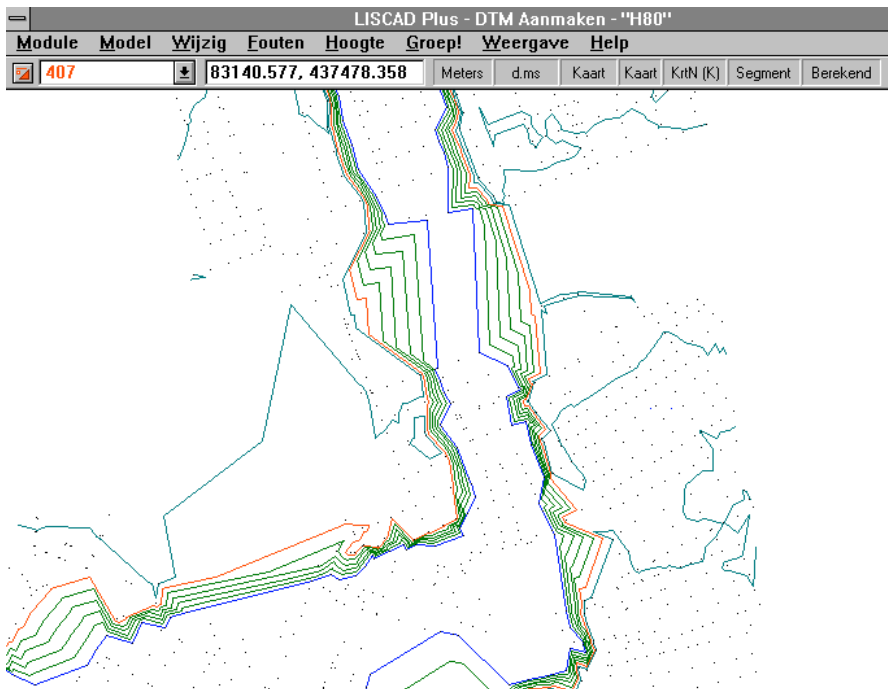 LISCAD Plus - DTM Aanmaken - "H80"
Module Model Wijzig Fouten Hoogte Groep! Weergave Help
407 83140.577, 437478.358 Meters d.ms Kaart Kaart KrtN (K) Segment Berekend